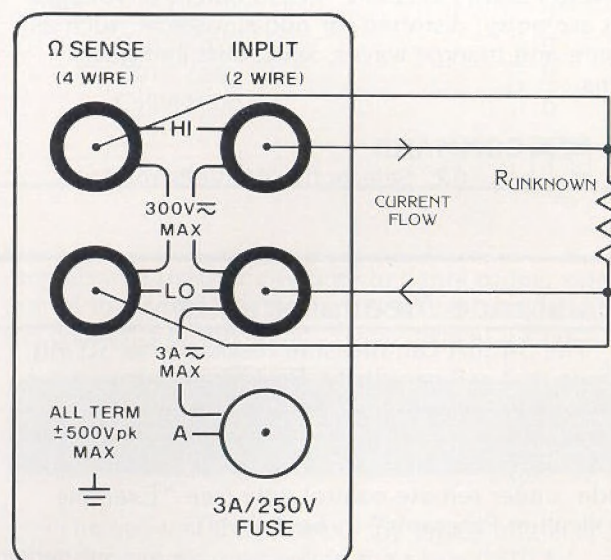 Ω SENSE
(4 WIRE)
INPUT
(2 WIRE)
HI
300V⎓~
MAX
CURRENT
FLOW
RUNKNOWN
LO
3A⎓~
MAX
ALL TERM
±500Vpk
MAX
A
3A/250V
FUSE